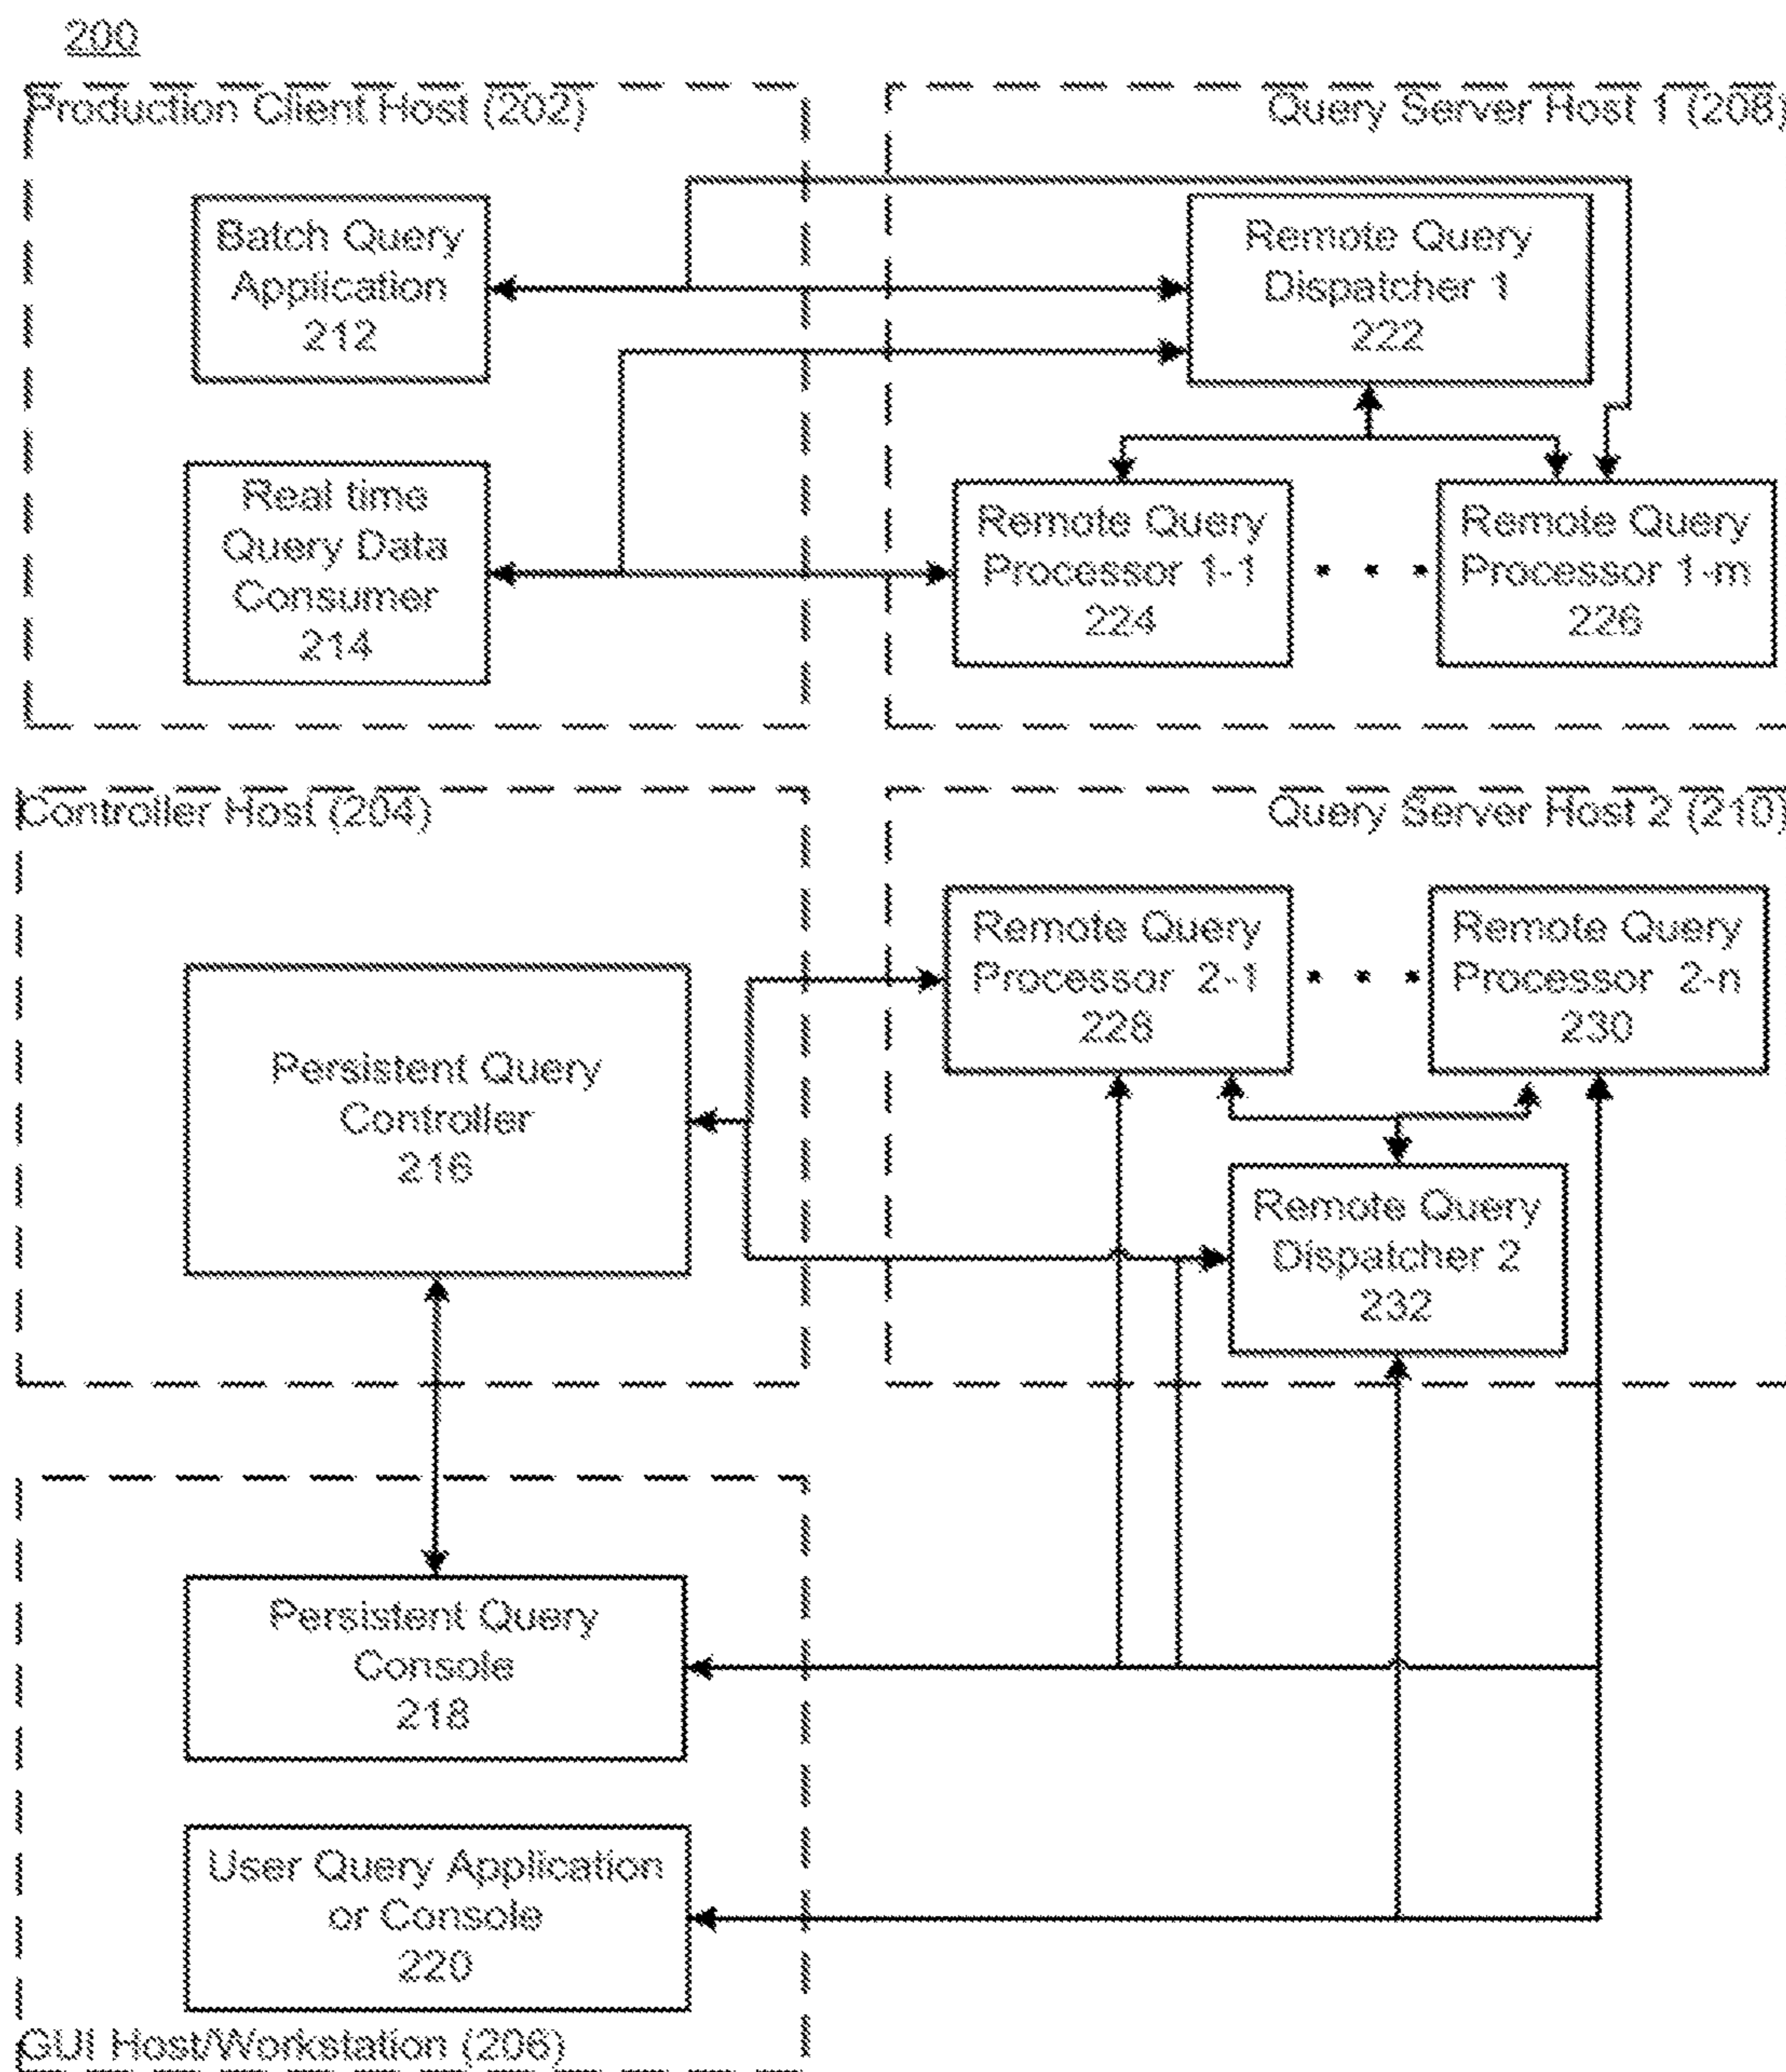 200
Production Client Host (202)
Query Server Host 1 (208)
Batch Query
Application
212
Remote Query
Dispatcher 1
222
Real time
Query Data
Consumer
214
Remote Query
Processor 1-1
224
Remote Query
Processor 1-m
226
Controller Host (204)
Query Server Host 2 (210)
Remote Query
Processor 2-1
228
Remote Query
Processor 2-n
230
Persistent Query
Controller
216
Remote Query
Dispatcher 2
232
Persistent Query
Console
218
User Query Application
or Console
220
GUI Host/Workstation (206)